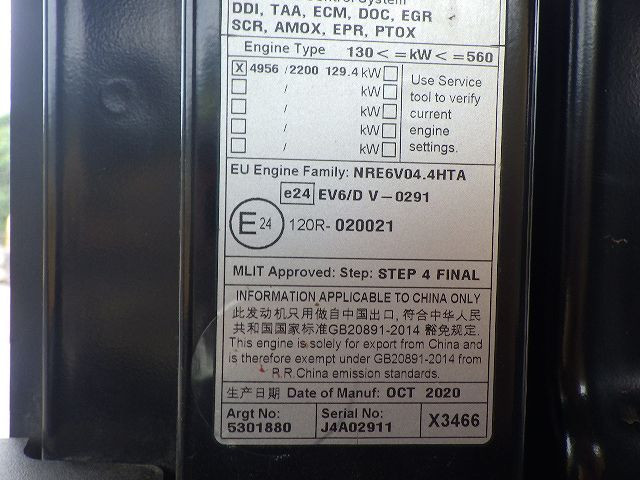 Control System
DDI, TAA, ECM, DOC, EGR
SCR, AMOX, EPR, PTOX
Engine Type 130 < =kW < =560
X 4956 /2200 129.4 kW
/ kW
/ kW
/ kW
/ kW
Use Service
tool to verify
current
engine
settings.
EU Engine Family: NRE6V04.4HTA
e24 EV6/D V-0291
E 24 120R- 020021
MLIT Approved: Step: STEP 4 FINAL
INFORMATION APPLICABLE TO CHINA ONLY
此发动机只用做自中国出口, 符合中华人民
共和国国家标准GB20891-2014 豁免规定.
This engine is solely for export from China and
is therefore exempt under GB20891-2014 from
P.R.China emission standards.
生产日期 Date of Manuf: OCT 2020
Argt No:
5301880
Serial No:
J4A02911
X3466